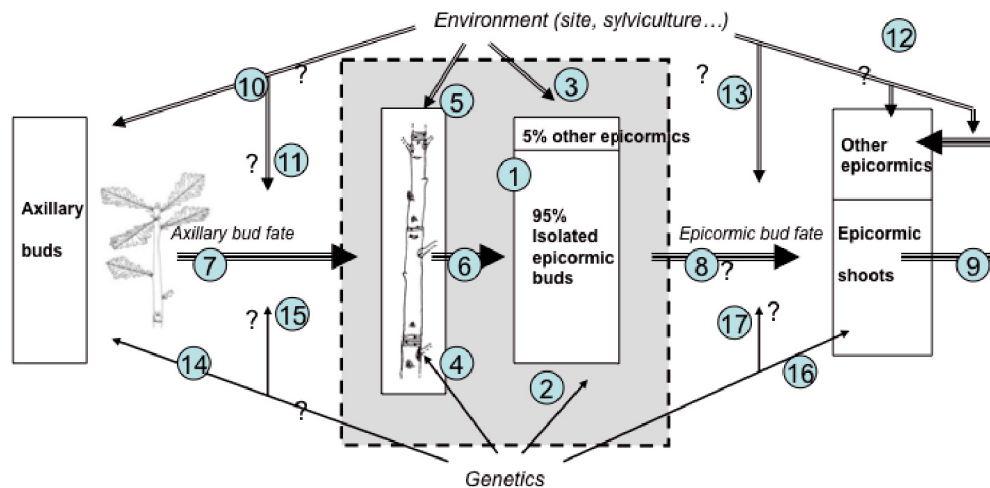 Environment (site, sylviculture…)
12
?
10
?
?
13
3
5
5% other epicormics
Other
epicormics
?
11
1
Axillary
buds
95%
Isolated
epicormic
buds
Axillary bud fate
Epicormic bud fate
Epicormic
shoots
7
6
8
?
9
?
15
17
?
14
4
2
16
?
Genetics